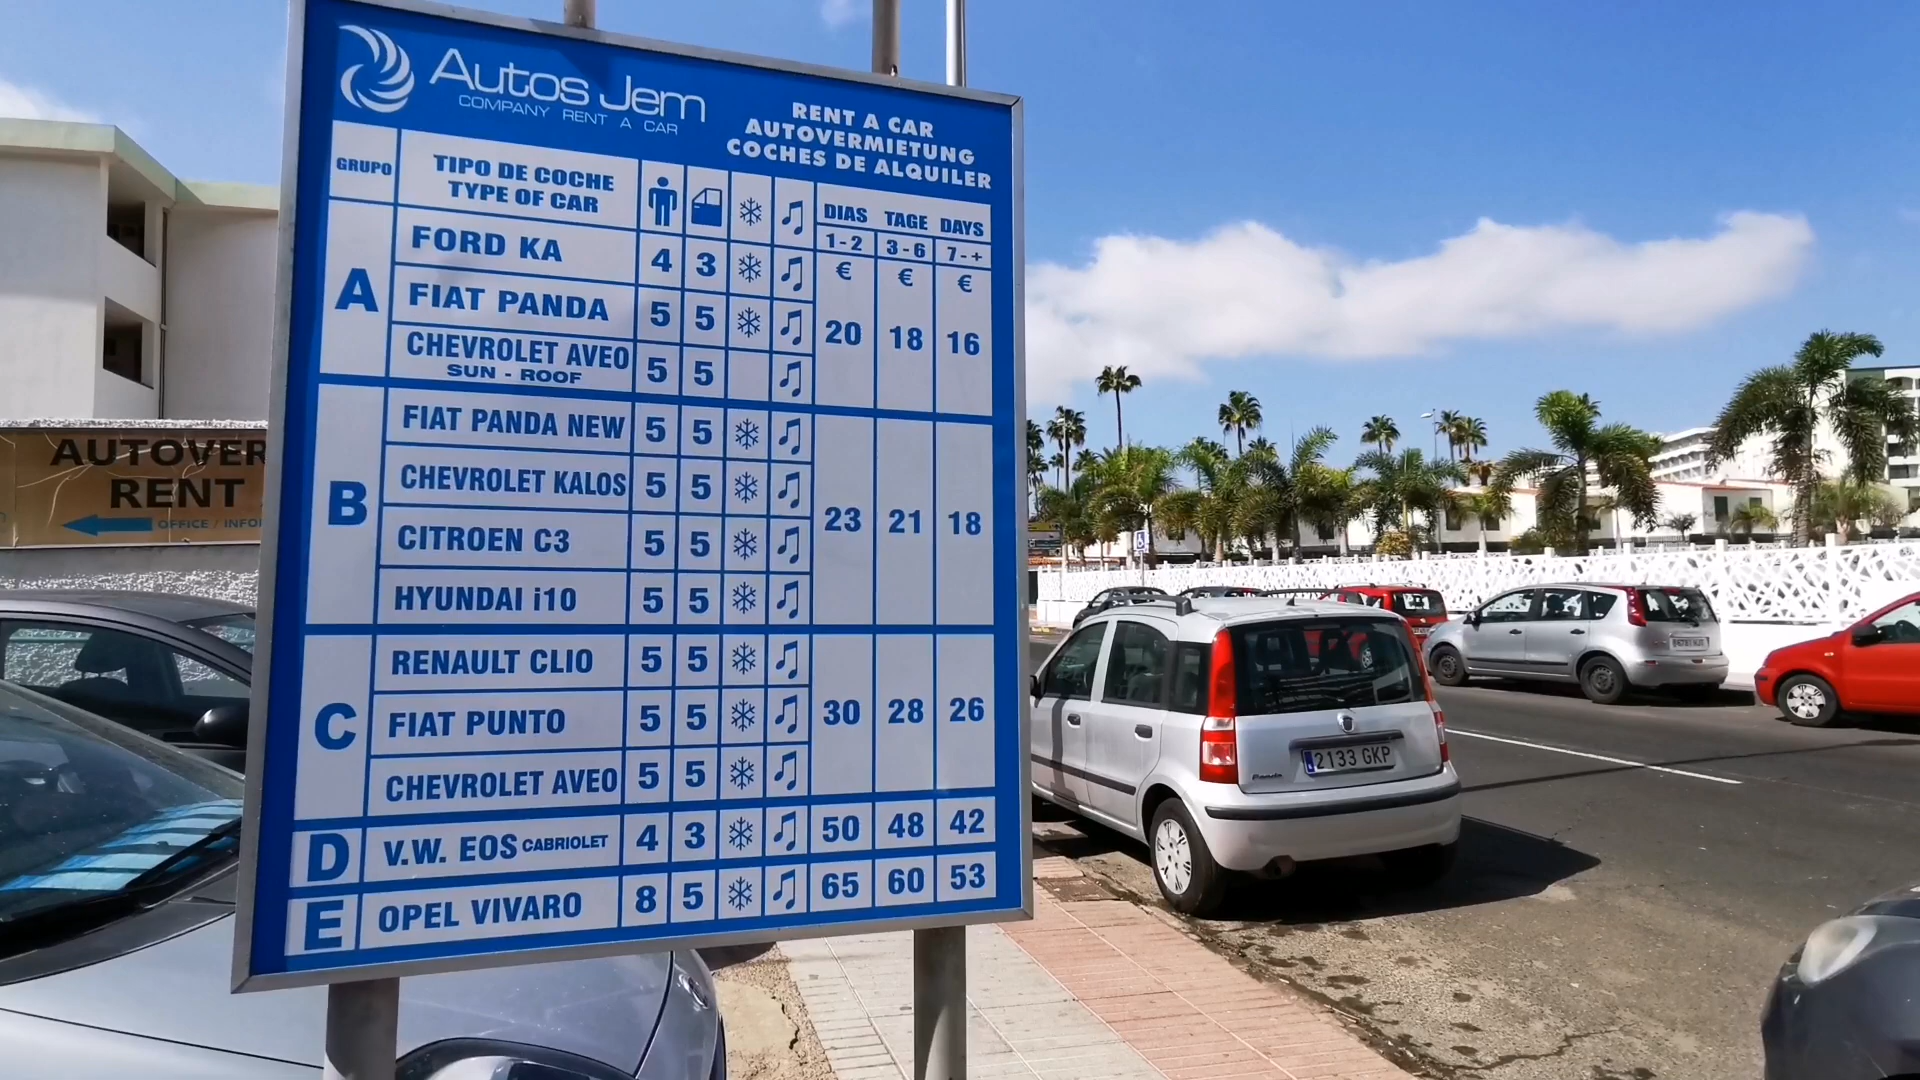 Autos Jem
COMPANY RENT A CAR
RENT A CAR
AUTOVERMIETUNG
COCHES DE ALQUILER
GRUPO
TIPO DE COCHE
TYPE OF CAR
DIAS TAGE DAYS
1-2 3-6 7-+
€ € €
A
FORD KA 4 3
FIAT PANDA 5 5
CHEVROLET AVEO 5 5
SUN - ROOF
20 18 16
B
FIAT PANDA NEW 5 5
CHEVROLET KALOS 5 5
CITROEN C3 5 5
HYUNDAI i10 5 5
23 21 18
C
RENAULT CLIO 5 5
FIAT PUNTO 5 5
CHEVROLET AVEO 5 5
30 28 26
D V.W. EOS CABRIOLET 4 3 50 48 42
E OPEL VIVARO 8 5 65 60 53
AUTOVER
RENT
OFFICE / INFO
2133 GKP
Panda